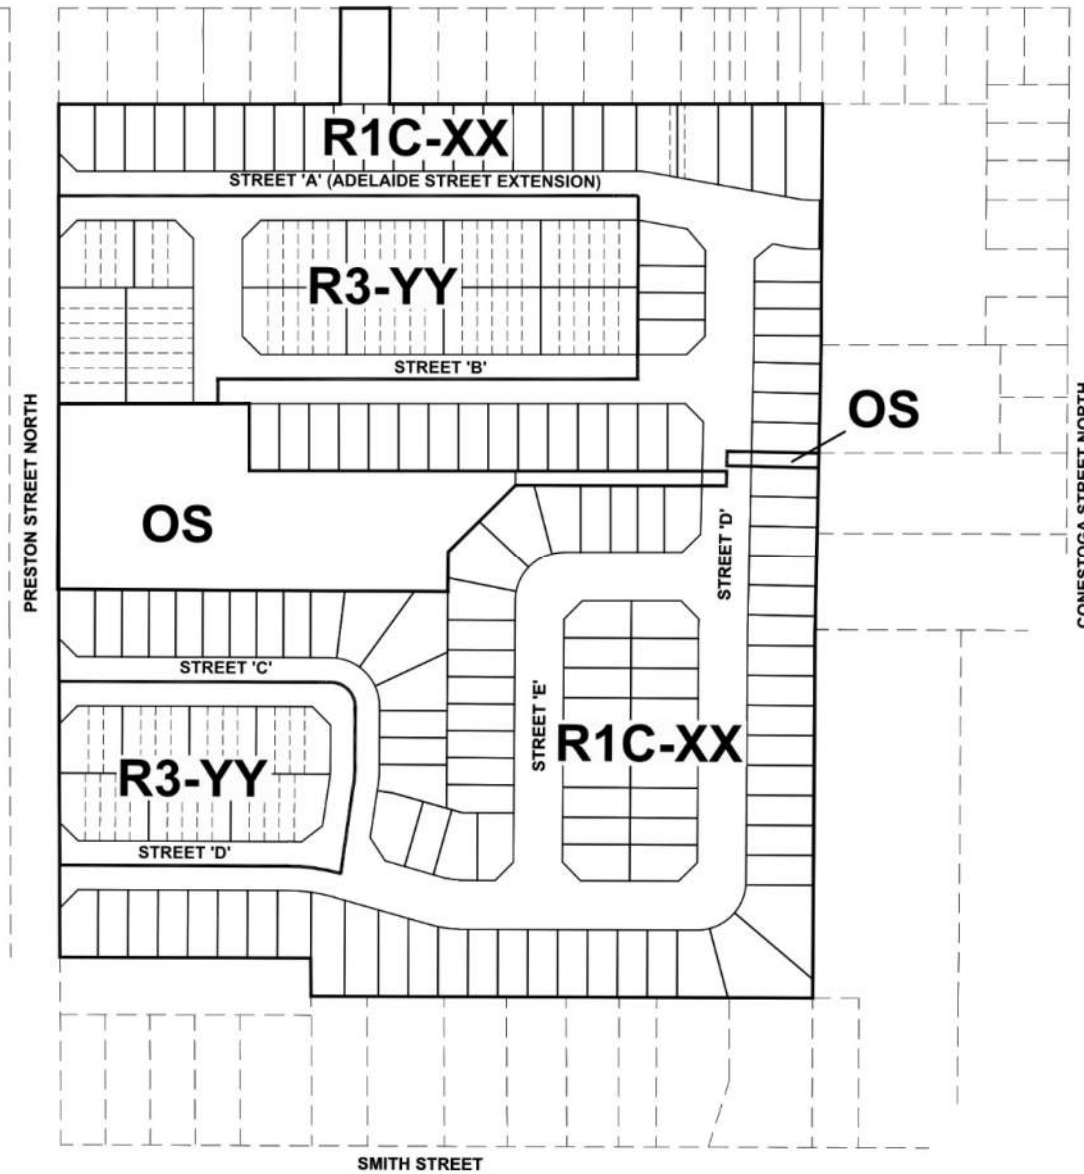 R1C-XX
STREET 'A' (ADELAIDE STREET EXTENSION)
R3-YY
STREET 'B'
PRESTON STREET NORTH
OS
CONESTOGA STREET NORTH
OS
STREET 'D'
STREET 'C'
STREET 'E'
R1C-XX
R3-YY
STREET 'D'
SMITH STREET